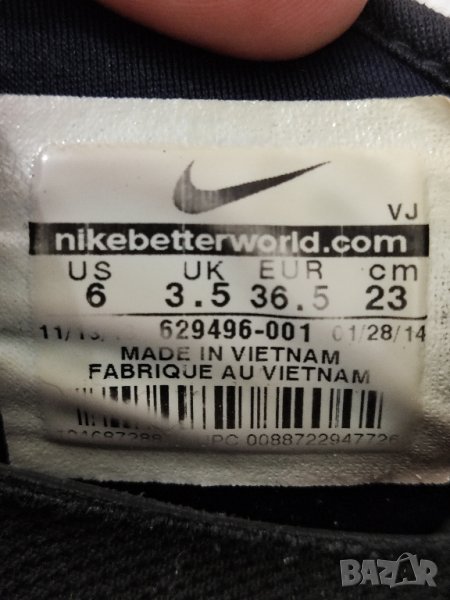 VJ
nikebetterworld.com
US UK EUR cm
6 3.5 36.5 23
629496-001 01/28/14
MADE IN VIETNAM
FABRIQUE AU VIETNAM
UPC 0088722947726
BAZAR